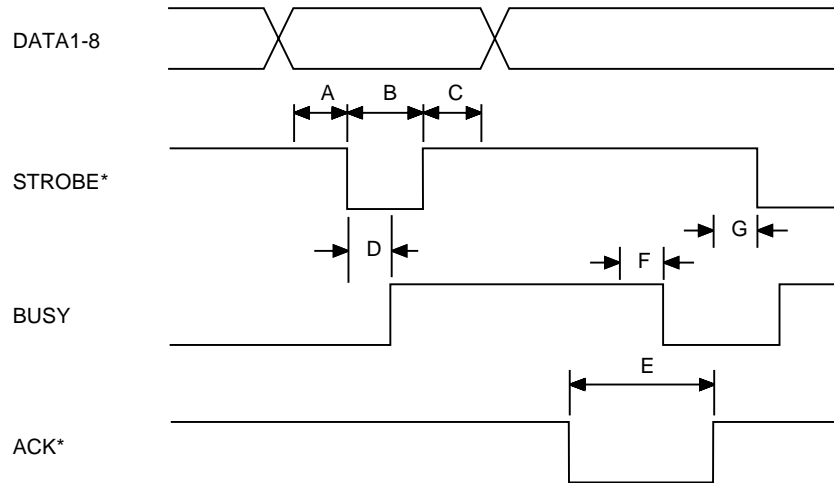 DATA1-8
A B C
STROBE*
G
D
F
BUSY
E
ACK*